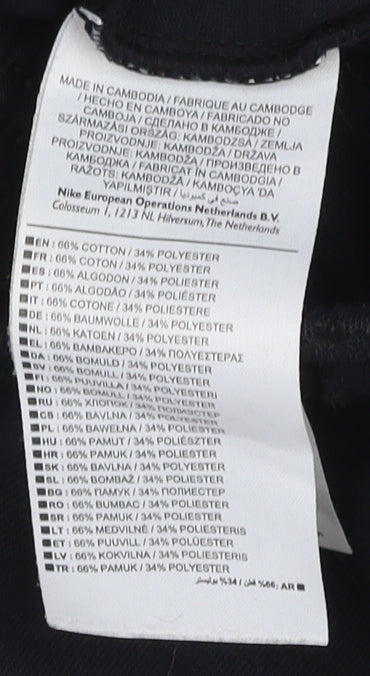 MADE IN CAMBODIA / FABRIQUE AU CAMBODGE
/ HECHO EN CAMBOYA / FABRICADO NO
CAMBOJA / СДЕЛАНО В КАМБОДЖЕ /
SZÁRMAZÁSI ORSZÁG: KAMBODZSA / ZEMLJA
PROIZVODNJE: KAMBODŽA / DRŽAVA
PROIZVODNJE: KAMBODŽA / ПРОИЗВЕДЕНО В
КАМБОДЖА / FABRICAT ÎN CAMBODGIA /
RAŽOTS: KAMBODŽĀ / KAMBOÇYA 'DA
YAPILMIŞTIR / صنع في كمبوديا
Nike European Operations Netherlands B.V.
Colosseum 1, 1213 NL Hilversum, The Netherlands
EN : 66% COTTON / 34% POLYESTER
FR : 66% COTON / 34% POLYESTER
ES : 66% ALGODON / 34% POLYESTER
PT : 66% ALGODÃO / 34% POLIÉSTER
IT : 66% COTONE / 34% POLIESTERE
DE : 66% BAUMWOLLE / 34% POLYESTER
NL : 66% KATOEN / 34% POLYESTER
EL : 66% ΒΑΜΒΑΚΕΡΟ / 34% ΠΟΛΥΕΣΤΕΡΑΣ
DA : 66% BOMULD / 34% POLYESTER
SV : 66% BOMULL / 34% POLYESTER
FI : 66% PUUVILLA / 34% POLYESTERI
NO : 66% BOMULL / 34% POLYESTER
RU : 66% ХЛОПОК / 34% ПОЛИЭСТЕР
CS : 66% BAVLNA / 34% POLYESTER
PL : 66% BAWEŁNA / 34% POLIESTER
HU : 66% PAMUT / 34% POLIÉSZTER
HR : 66% PAMUK / 34% POLIESTER
SK : 66% BAVLNA / 34% POLYESTER
SL : 66% BOMBAŽ / 34% POLIESTER
BG : 66% ПАМУК / 34% ПОЛИЕСТЕР
RO : 66% BUMBAC / 34% POLIESTER
SR : 66% PAMUK / 34% POLIESTER
LT : 66% MEDVILNĖ / 34% POLIESTERIS
ET : 66% PUUVILL / 34% POLÜESTER
LV : 66% KOKVILNA / 34% POLIESTERIS
TR : 66% PAMUK / 34% POLYESTER
AR : 66% قطن / 34% بوليستر